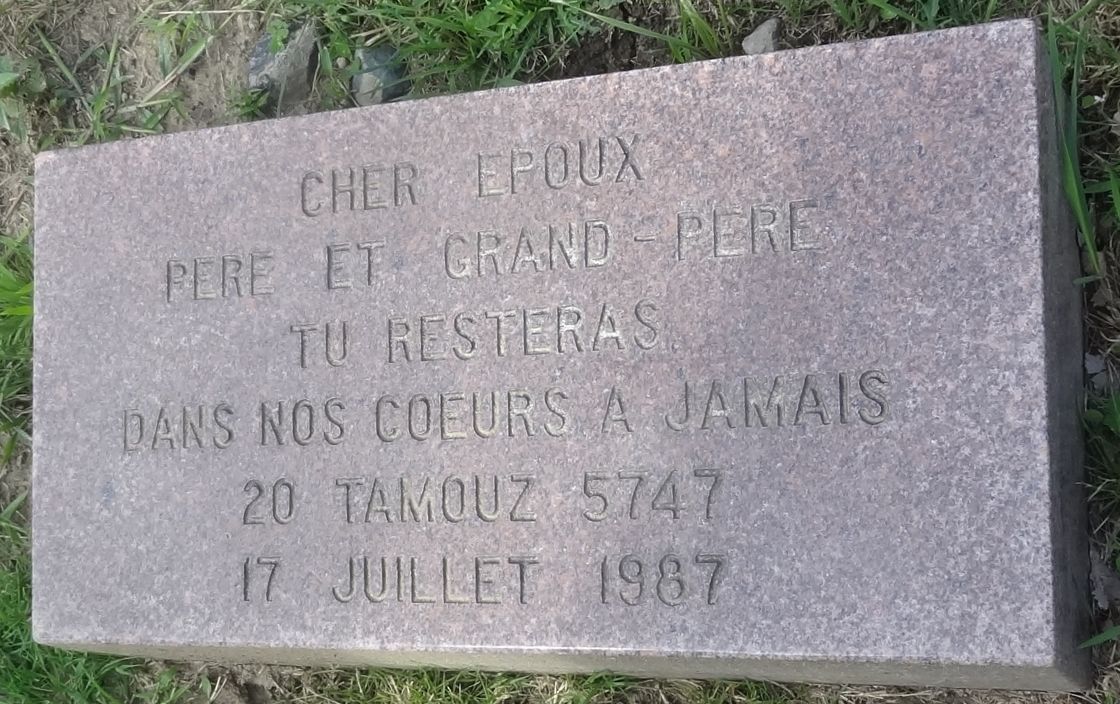 CHER EPOUX
PERE ET GRAND-PERE
TU RESTERAS
DANS NOS COEURS A JAMAIS
20 TAMOUZ 5747
17 JUILLET 1987